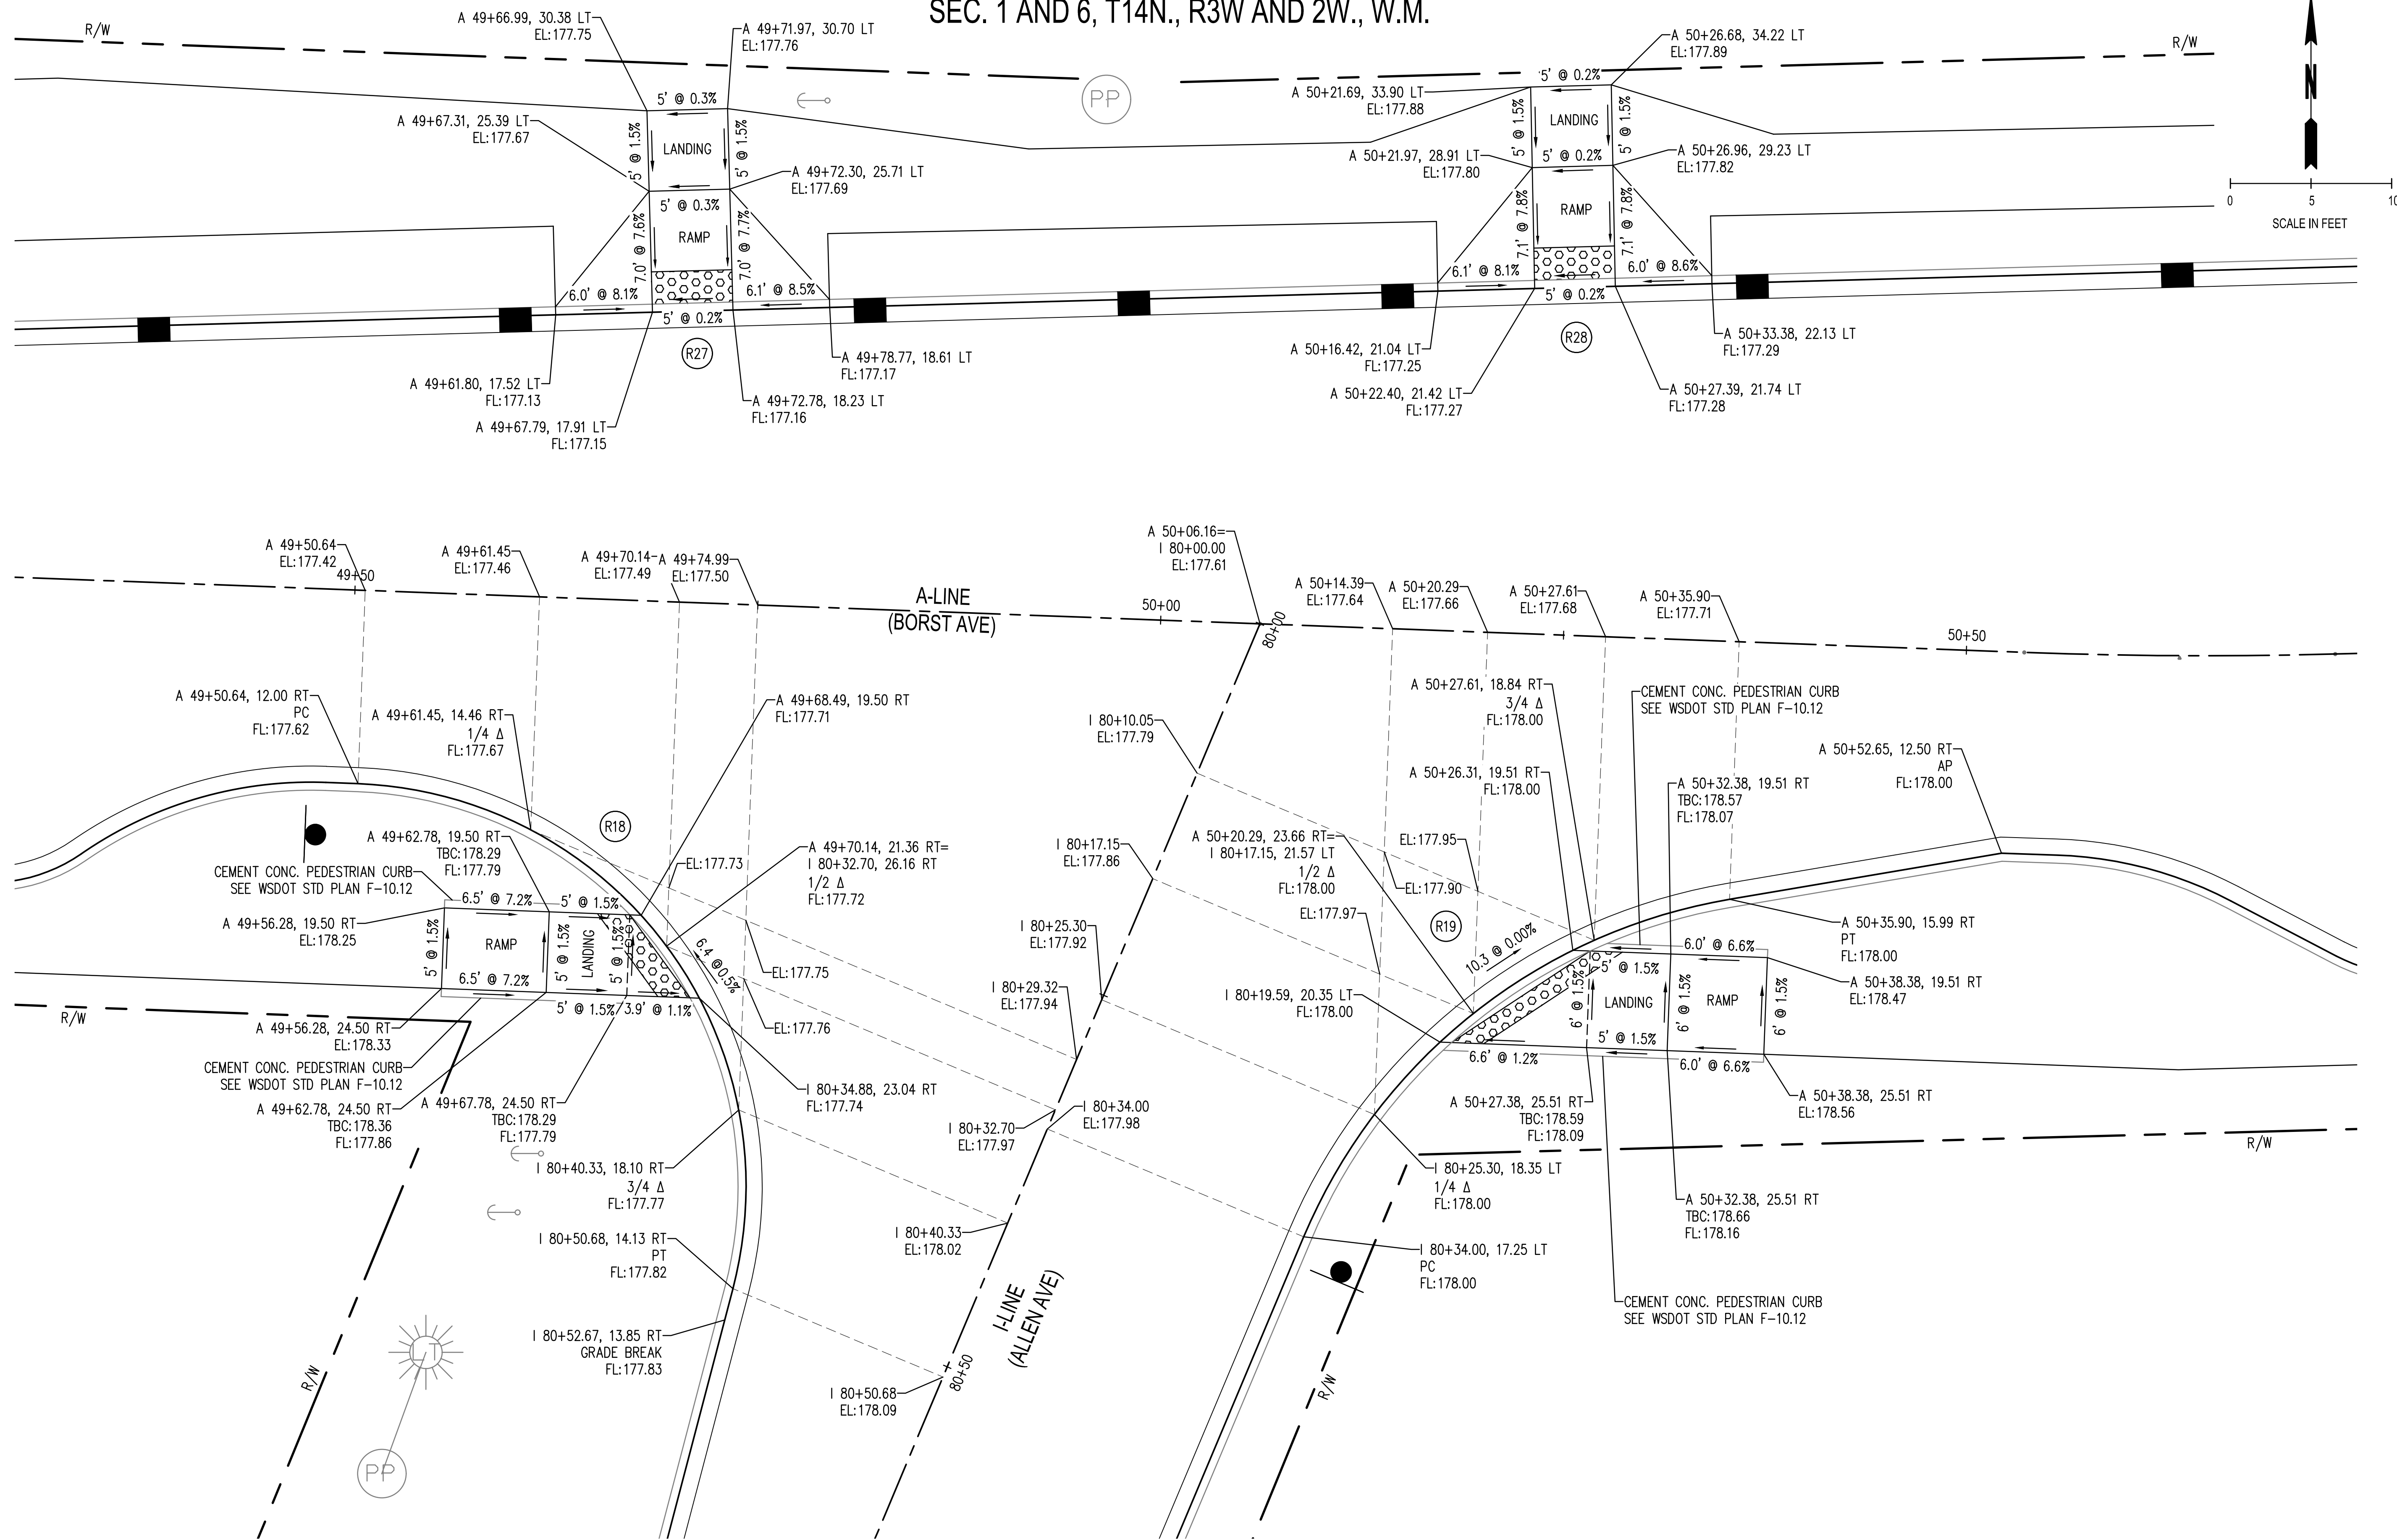 SEC. 1 AND 6, T14N., R3W AND 2W., W.M.
R/W
A 49+66.99, 30.38 LT
EL:177.75
A 49+71.97, 30.70 LT
EL:177.76
A 50+26.68, 34.22 LT
EL:177.89
R/W
N
0 5 10
SCALE IN FEET
5' @ 0.3%
PP
5' @ 0.2%
A 50+21.69, 33.90 LT
EL:177.88
A 49+67.31, 25.39 LT
EL:177.67
5' @ 1.5%
LANDING
5' @ 1.5%
A 49+72.30, 25.71 LT
EL:177.69
5' @ 0.3%
7.0' @ 7.6%
RAMP
7.0' @ 7.7%
5' @ 1.5%
LANDING
5' @ 1.5%
A 50+21.97, 28.91 LT
EL:177.80
5' @ 0.2%
A 50+26.96, 29.23 LT
EL:177.82
7.1' @ 7.8%
RAMP
7.1' @ 7.8%
6.0' @ 8.1%
6.1' @ 8.5%
5' @ 0.2%
R27
6.1' @ 8.1%
6.0' @ 8.6%
5' @ 0.2%
R28
A 49+61.80, 17.52 LT
FL:177.13
A 49+78.77, 18.61 LT
FL:177.17
A 49+72.78, 18.23 LT
FL:177.16
A 49+67.79, 17.91 LT
FL:177.15
A 50+16.42, 21.04 LT
FL:177.25
A 50+22.40, 21.42 LT
FL:177.27
A 50+33.38, 22.13 LT
FL:177.29
A 50+27.39, 21.74 LT
FL:177.28
A 49+50.64
EL:177.42
49+50
A 49+61.45
EL:177.46
A 49+70.14
EL:177.49
A 49+74.99
EL:177.50
A-LINE
(BORST AVE)
A 50+06.16=
I 80+00.00
EL:177.61
50+00
80+00
A 50+14.39
EL:177.64
A 50+20.29
EL:177.66
A 50+27.61
EL:177.68
A 50+35.90
EL:177.71
50+50
A 49+50.64, 12.00 RT
PC
FL:177.62
A 49+61.45, 14.46 RT
1/4 Δ
FL:177.67
A 49+68.49, 19.50 RT
FL:177.71
I 80+10.05
EL:177.79
A 50+27.61, 18.84 RT
3/4 Δ
FL:178.00
CEMENT CONC. PEDESTRIAN CURB
SEE WSDOT STD PLAN F-10.12
A 50+52.65, 12.50 RT
AP
FL:178.00
A 50+26.31, 19.51 RT
FL:178.00
A 50+32.38, 19.51 RT
TBC:178.57
FL:178.07
R18
A 49+62.78, 19.50 RT
TBC:178.29
FL:177.79
CEMENT CONC. PEDESTRIAN CURB
SEE WSDOT STD PLAN F-10.12
EL:177.73
A 49+70.14, 21.36 RT=
I 80+32.70, 26.16 RT
1/2 Δ
FL:177.72
I 80+17.15
EL:177.86
A 50+20.29, 23.66 RT=
I 80+17.15, 21.57 LT
1/2 Δ
FL:178.00
EL:177.95
EL:177.90
EL:177.97
R19
A 49+56.28, 19.50 RT
EL:178.25
6.5' @ 7.2%
5' @ 1.5%
5' @ 1.5%
RAMP
5' @ 1.5%
LANDING
5' @ 1.5%
6.5' @ 7.2%
5' @ 1.5%
3.9' @ 1.1%
6.4 @0.5%
EL:177.75
EL:177.76
I 80+25.30
EL:177.92
I 80+29.32
EL:177.94
10.3 @ 0.00%
A 50+35.90, 15.99 RT
PT
FL:178.00
6.0' @ 6.6%
5' @ 1.5%
6' @ 1.5%
LANDING
6' @ 1.5%
RAMP
6' @ 1.5%
5' @ 1.5%
6.6' @ 1.2%
6.0' @ 6.6%
A 50+38.38, 19.51 RT
EL:178.47
I 80+19.59, 20.35 LT
FL:178.00
R/W
A 49+56.28, 24.50 RT
EL:178.33
CEMENT CONC. PEDESTRIAN CURB
SEE WSDOT STD PLAN F-10.12
A 49+62.78, 24.50 RT
TBC:178.36
FL:177.86
A 49+67.78, 24.50 RT
TBC:178.29
FL:177.79
I 80+34.88, 23.04 RT
FL:177.74
I 80+32.70
EL:177.97
I 80+34.00
EL:177.98
A 50+27.38, 25.51 RT
TBC:178.59
FL:178.09
A 50+38.38, 25.51 RT
EL:178.56
R/W
I 80+40.33, 18.10 RT
3/4 Δ
FL:177.77
I 80+25.30, 18.35 LT
1/4 Δ
FL:178.00
A 50+32.38, 25.51 RT
TBC:178.66
FL:178.16
I 80+50.68, 14.13 RT
PT
FL:177.82
I 80+40.33
EL:178.02
I 80+34.00, 17.25 LT
PC
FL:178.00
I-LINE
(ALLEN AVE)
CEMENT CONC. PEDESTRIAN CURB
SEE WSDOT STD PLAN F-10.12
I 80+52.67, 13.85 RT
GRADE BREAK
FL:177.83
LT
R/W
80+50
R/W
I 80+50.68
EL:178.09
PP